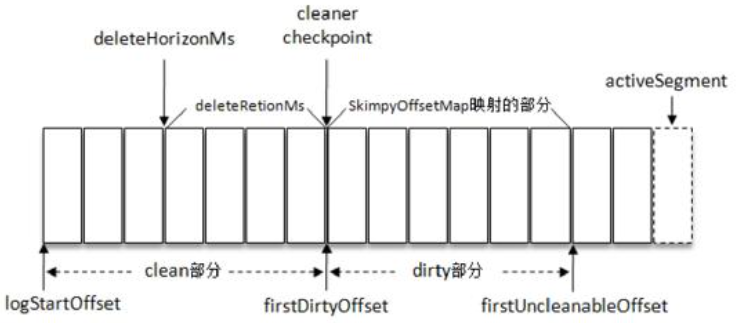 cleaner
checkpoint
deleteHorizonMs
activeSegment
deleteRetionMs
SkimpyOffsetMap映射的部分
clean部分
dirty部分
logStartOffset
firstDirtyOffset
firstUncleanableOffset